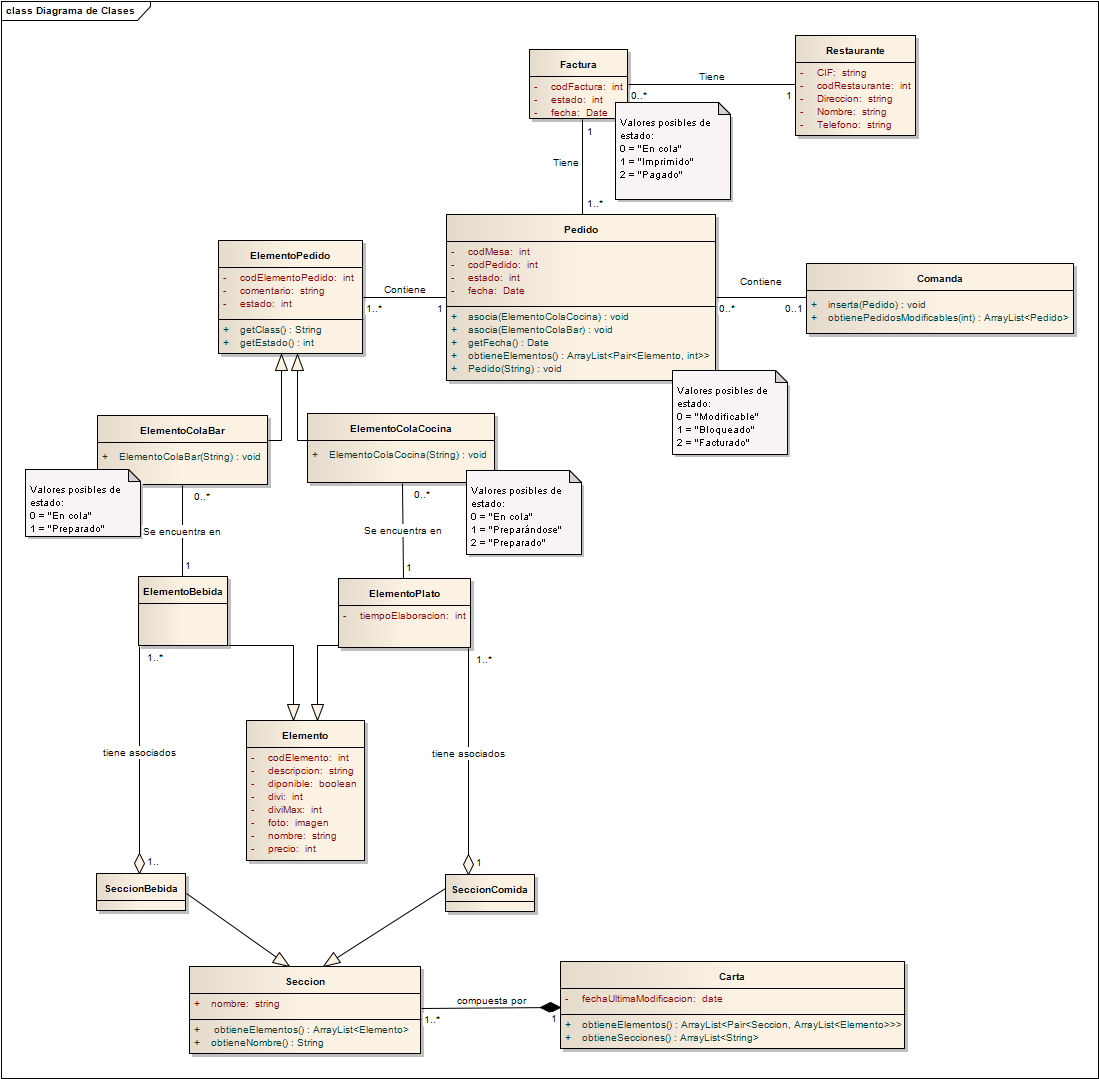 class Diagrama de Clases
Factura
- codFactura: int
- estado: int
- fecha: Date
Tiene
0..*
1
Restaurante
- CIF: string
- codRestaurante: int
- Direccion: string
- Nombre: string
- Telefono: string
Valores posibles de
estado:
0 = "En cola"
1 = "Imprimido"
2 = "Pagado"
1
Tiene
1..*
Pedido
- codMesa: int
- codPedido: int
- estado: int
- fecha: Date
+ asocia(ElementoColaCocina) : void
+ asocia(ElementoColaBar) : void
+ getFecha() : Date
+ obtieneElementos() : ArrayList<Pair<Elemento, int>>
+ Pedido(String) : void
ElementoPedido
- codElementoPedido: int
- comentario: string
- estado: int
+ getClass() : String
+ getEstado() : int
Contiene
1..*
1
Contiene
0..*
0..1
Comanda
+ inserta(Pedido) : void
+ obtienePedidosModificables(int) : ArrayList<Pedido>
Valores posibles de
estado:
0 = "Modificable"
1 = "Bloqueado"
2 = "Facturado"
ElementoColaBar
+ ElementoColaBar(String) : void
ElementoColaCocina
+ ElementoColaCocina(String) : void
Valores posibles de
estado:
0 = "En cola"
1 = "Preparado"
Valores posibles de
estado:
0 = "En cola"
1 = "Preparándose"
2 = "Preparado"
0..*
Se encuentra en
1
0..*
Se encuentra en
1
ElementoBebida
ElementoPlato
- tiempoElaboracion: int
1..*
tiene asociados
1..
1..*
tiene asociados
1
Elemento
- codElemento: int
- descripcion: string
- diponible: boolean
- divi: int
- diviMax: int
- foto: imagen
- nombre: string
- precio: int
SeccionBebida
SeccionComida
Seccion
+ nombre: string
+ obtieneElementos() : ArrayList<Elemento>
+ obtieneNombre() : String
compuesta por
1..*
1
Carta
- fechaUltimaModificacion: date
+ obtieneElementos() : ArrayList<Pair<Seccion, ArrayList<Elemento>>>
+ obtieneSecciones() : ArrayList<String>